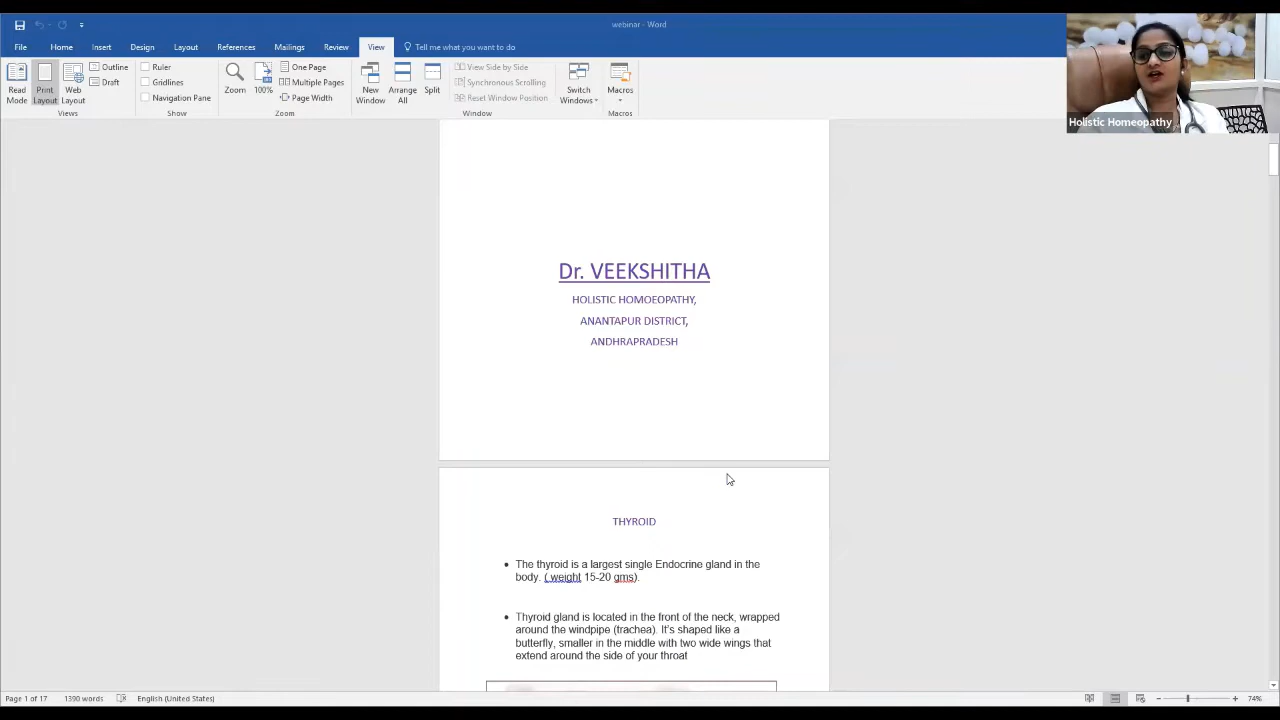 webinar - Word
File Home Insert Design Layout References Mailings Review View Tell me what you want to do
Read Mode
Print Layout
Web Layout
Outline
Draft
Views
Ruler
Gridlines
Navigation Pane
Show
Zoom
100%
One Page
Multiple Pages
Page Width
Zoom
New Window
Arrange All
Split
View Side by Side
Synchronous Scrolling
Reset Window Position
Window
Switch Windows
Macros
Macros
Holistic Homeopathy
Dr. VEEKSHITHA
HOLISTIC HOMOEOPATHY,
ANANTAPUR DISTRICT,
ANDHRAPRADESH
THYROID
• The thyroid is a largest single Endocrine gland in the
body. ( weight 15-20 gms).
• Thyroid gland is located in the front of the neck, wrapped
around the windpipe (trachea). It's shaped like a
butterfly, smaller in the middle with two wide wings that
extend around the side of your throat
Page 1 of 17 1390 words English (United States) 74%